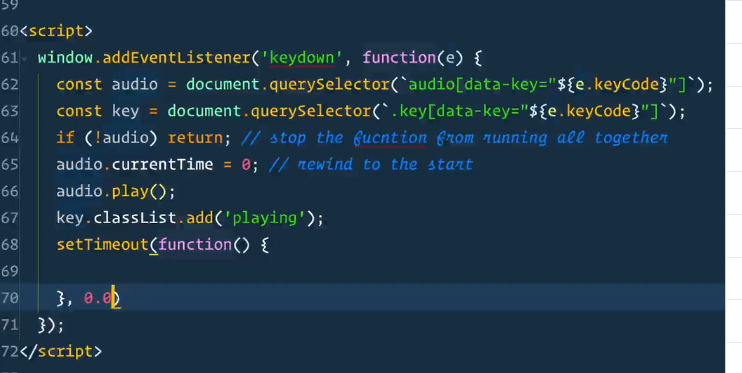 59
60<script>
61 window.addEventListener('keydown', function(e) {
62 const audio = document.querySelector(`audio[data-key="${e.keyCode}"]`);
63 const key = document.querySelector(`.key[data-key="${e.keyCode}"]`);
64 if (!audio) return; // stop the fucntion from running all together
65 audio.currentTime = 0; // rewind to the start
66 audio.play();
67 key.classList.add('playing');
68 setTimeout(function() {
69
70 }, 0.0)
71 });
72</script>